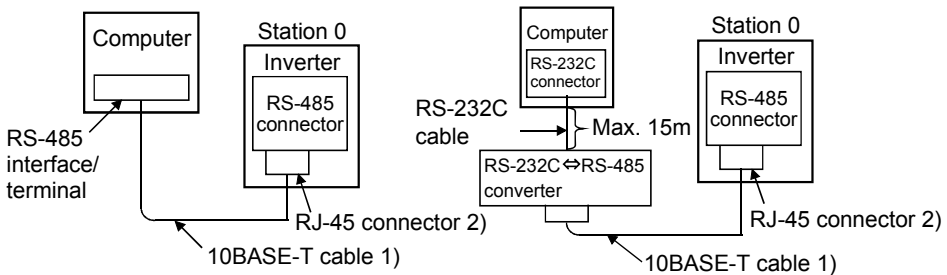 Computer
RS-485
interface/
terminal
Station 0
Inverter
RS-485
connector
RJ-45 connector 2)
10BASE-T cable 1)
Computer
RS-232C
connector
RS-232C
cable
Max. 15m
RS-232C⇔RS-485
converter
Station 0
Inverter
RS-485
connector
RJ-45 connector 2)
10BASE-T cable 1)